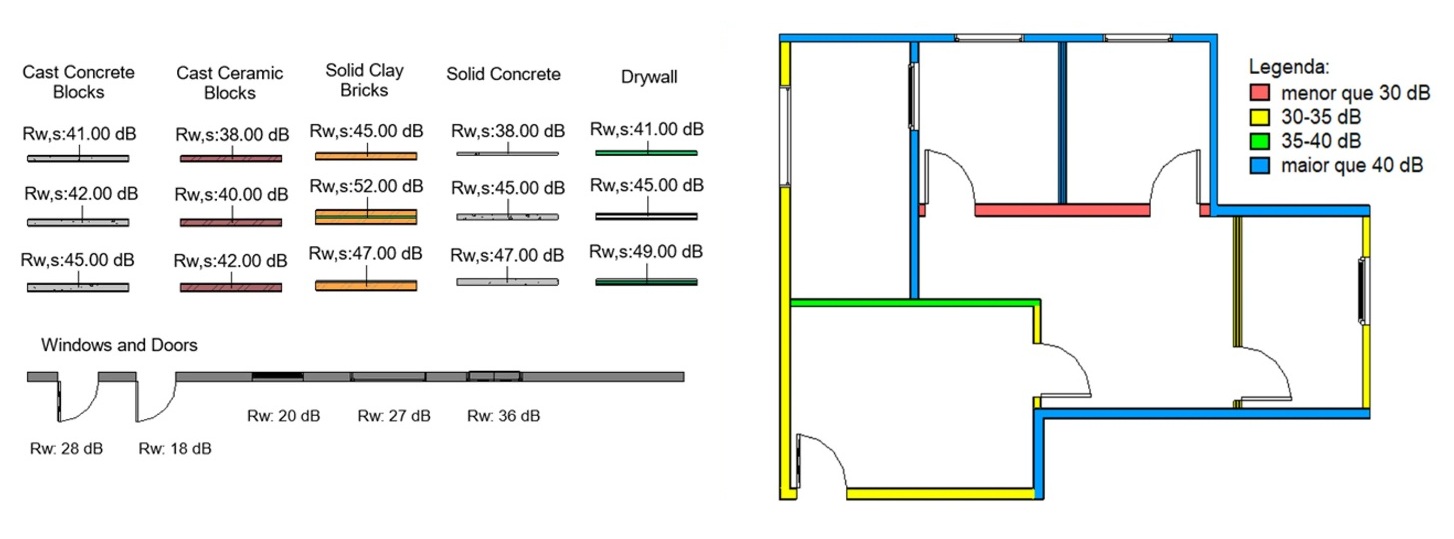 Cast Concrete
Blocks
Cast Ceramic
Blocks
Solid Clay
Bricks
Solid Concrete
Drywall
Rw,s:41.00 dB
Rw,s:38.00 dB
Rw,s:45.00 dB
Rw,s:38.00 dB
Rw,s:41.00 dB
Rw,s:42.00 dB
Rw,s:40.00 dB
Rw,s:52.00 dB
Rw,s:45.00 dB
Rw,s:45.00 dB
Rw,s:45.00 dB
Rw,s:42.00 dB
Rw,s:47.00 dB
Rw,s:47.00 dB
Rw,s:49.00 dB
Windows and Doors
Rw: 28 dB
Rw: 18 dB
Rw: 20 dB
Rw: 27 dB
Rw: 36 dB
Legenda:
menor que 30 dB
30-35 dB
35-40 dB
maior que 40 dB